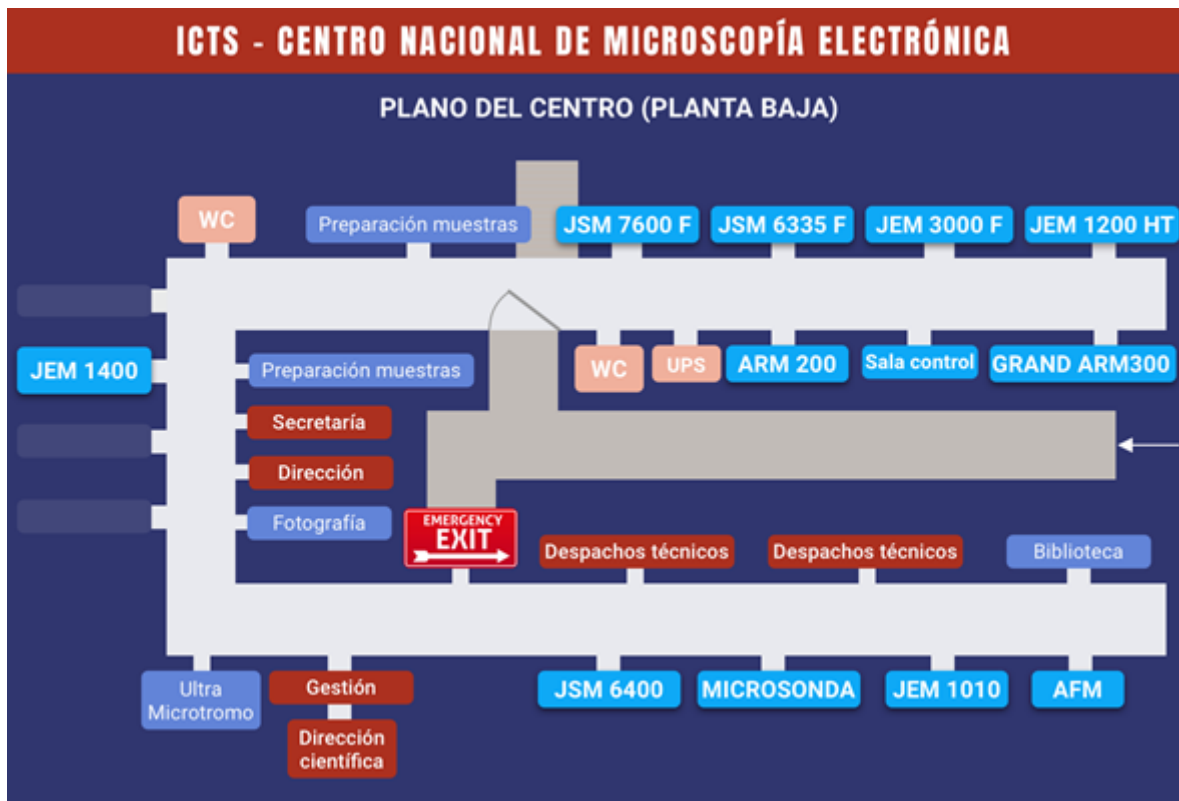 ICTS - CENTRO NACIONAL DE MICROSCOPÍA ELECTRÓNICA
PLANO DEL CENTRO (PLANTA BAJA)
WC
Preparación muestras
JSM 7600 F
JSM 6335 F
JEM 3000 F
JEM 1200 HT
JEM 1400
Preparación muestras
WC
UPS
ARM 200
Sala control
GRAND ARM300
Secretaría
Dirección
Fotografía
EMERGENCY
EXIT
Despachos técnicos
Despachos técnicos
Biblioteca
Ultra
Microtromo
Gestión
Dirección
científica
JSM 6400
MICROSONDA
JEM 1010
AFM